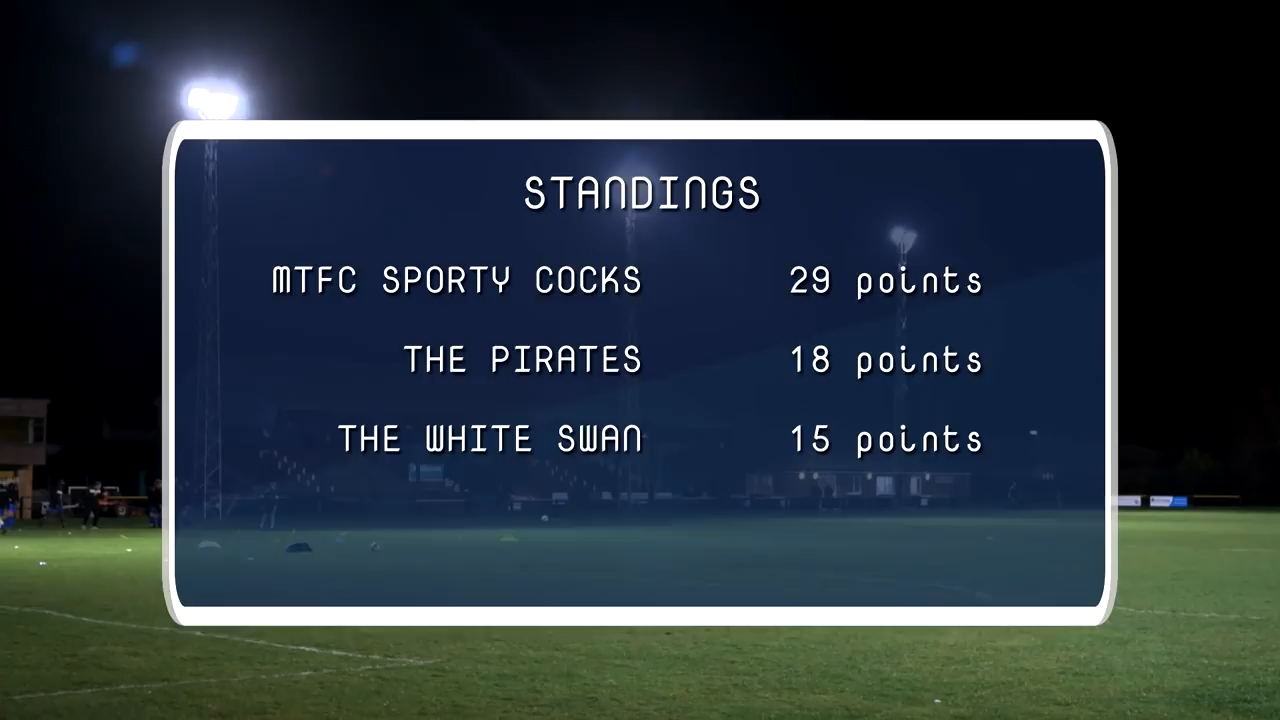 STANDINGS
MTFC SPORTY COCKS 29 points
THE PIRATES 18 points
THE WHITE SWAN 15 points